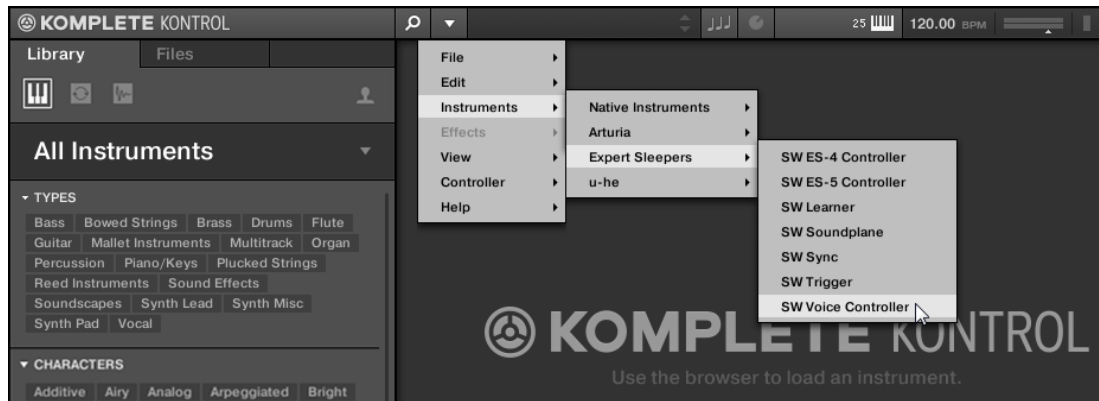 KOMPLETE KONTROL
25 120.00 BPM
Library Files
All Instruments
TYPES
Bass Bowed Strings Brass Drums Flute
Guitar Mallet Instruments Multitrack Organ
Percussion Piano/Keys Plucked Strings
Reed Instruments Sound Effects
Soundscapes Synth Lead Synth Misc
Synth Pad Vocal
CHARACTERS
Additive Airy Analog Arpeggiated Bright
File
Edit
Instruments
Effects
View
Controller
Help
Native Instruments
Arturia
Expert Sleepers
u-he
SW ES-4 Controller
SW ES-5 Controller
SW Learner
SW Soundplane
SW Sync
SW Trigger
SW Voice Controller
KOMPLETE KONTROL
Use the browser to load an instrument.